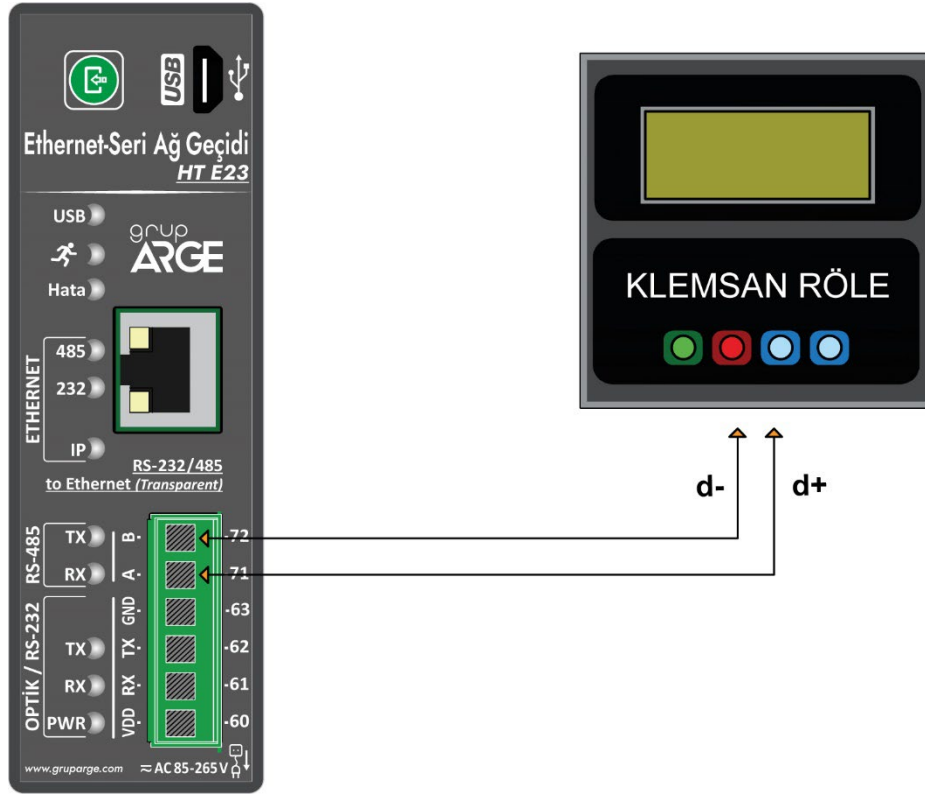 USB
Ethernet-Seri Ağ Geçidi
HT E23
USB
grup
ARGE
Hata
ETHERNET
485
232
IP
RS-232/485
to Ethernet (Transparent)
RS-485
TX
RX
B
A
-72
-71
OPTİK / RS-232
TX
RX
PWR
GND
TX
RX
VDD
-63
-62
-61
-60
www.gruparge.com
≂ AC 85-265 V
KLEMSAN RÖLE
d-
d+